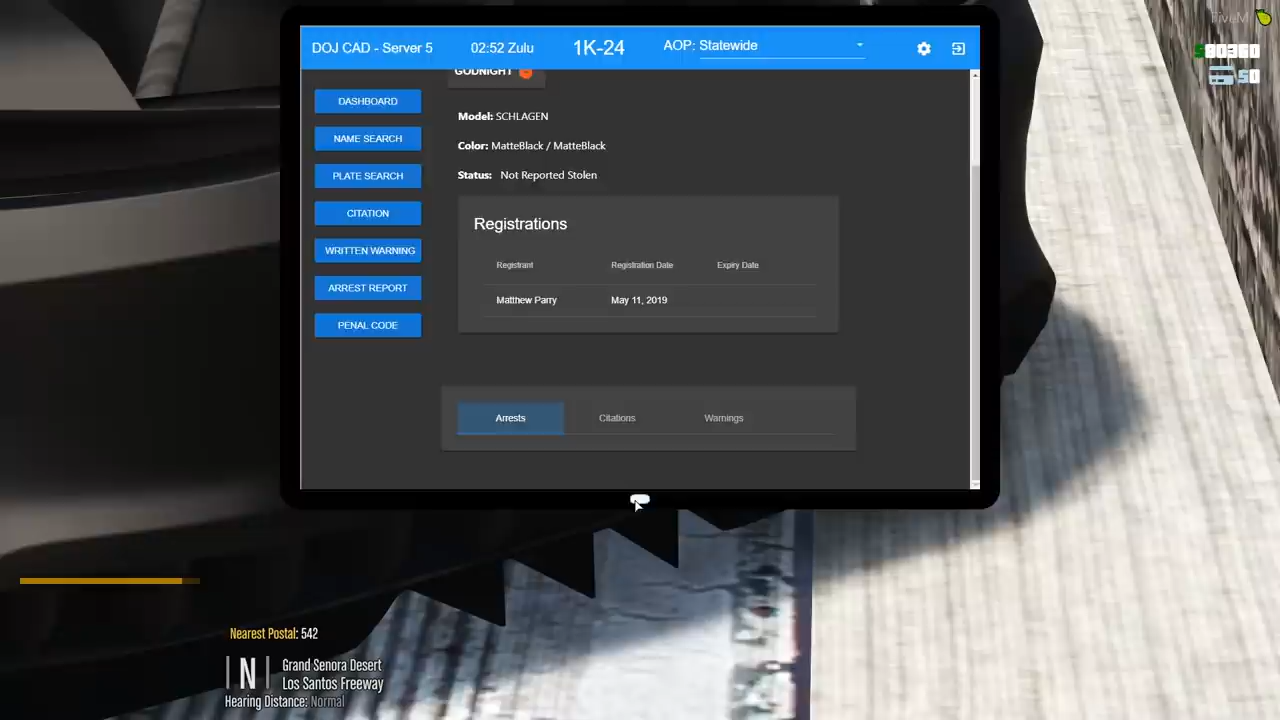 FiveM
DOJ CAD - Server 5 02:52 Zulu 1K-24 AOP: Statewide
$80360
$0
GODNIGHT
DASHBOARD
NAME SEARCH
PLATE SEARCH
CITATION
WRITTEN WARNING
ARREST REPORT
PENAL CODE
Model: SCHLAGEN
Color: MatteBlack / MatteBlack
Status: Not Reported Stolen
Registrations
Registrant Registration Date Expiry Date
Matthew Parry May 11, 2019
Arrests Citations Warnings
Nearest Postal: 542
N
Grand Senora Desert
Los Santos Freeway
Hearing Distance: Normal